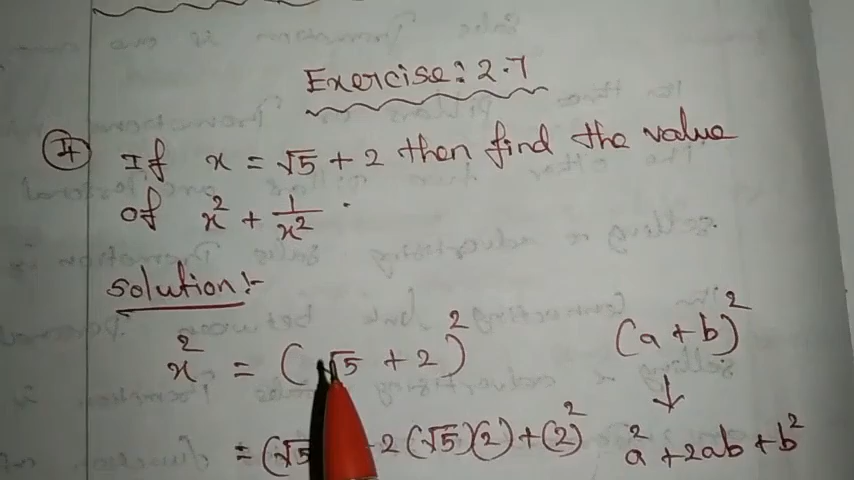 Exercise: 2.7
4 If x = √5 + 2 then find the value
of x² + 1/x².
Solution:-
x² = (√5 + 2)² (a + b)²
↓
= (√5 2(√5)(2) + (2)² a² + 2ab + b²